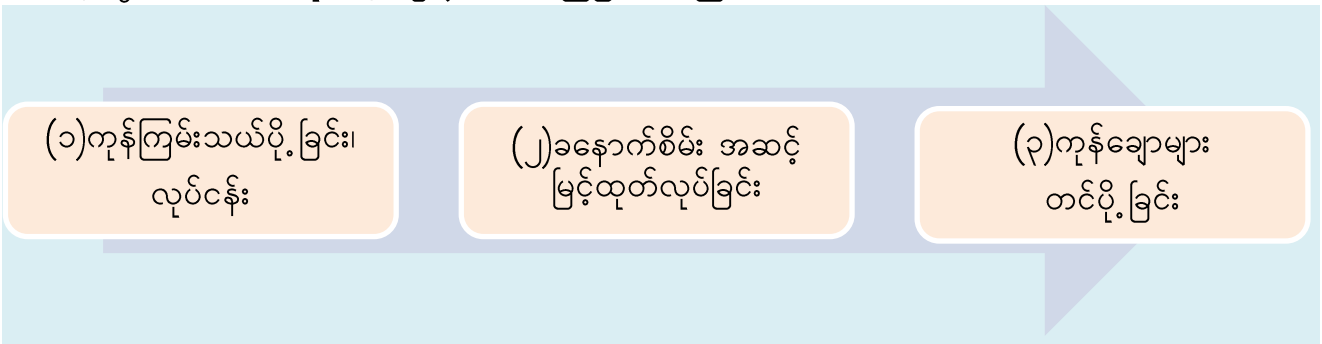 (၁)ကုန်ကြမ်းသယ်ပို့ခြင်း၊
လုပ်ငန်း
(၂)ခနောက်စိမ်း အဆင့်
မြင့်ထုတ်လုပ်ခြင်း
(၃)ကုန်ချောများ
တင်ပို့ခြင်း